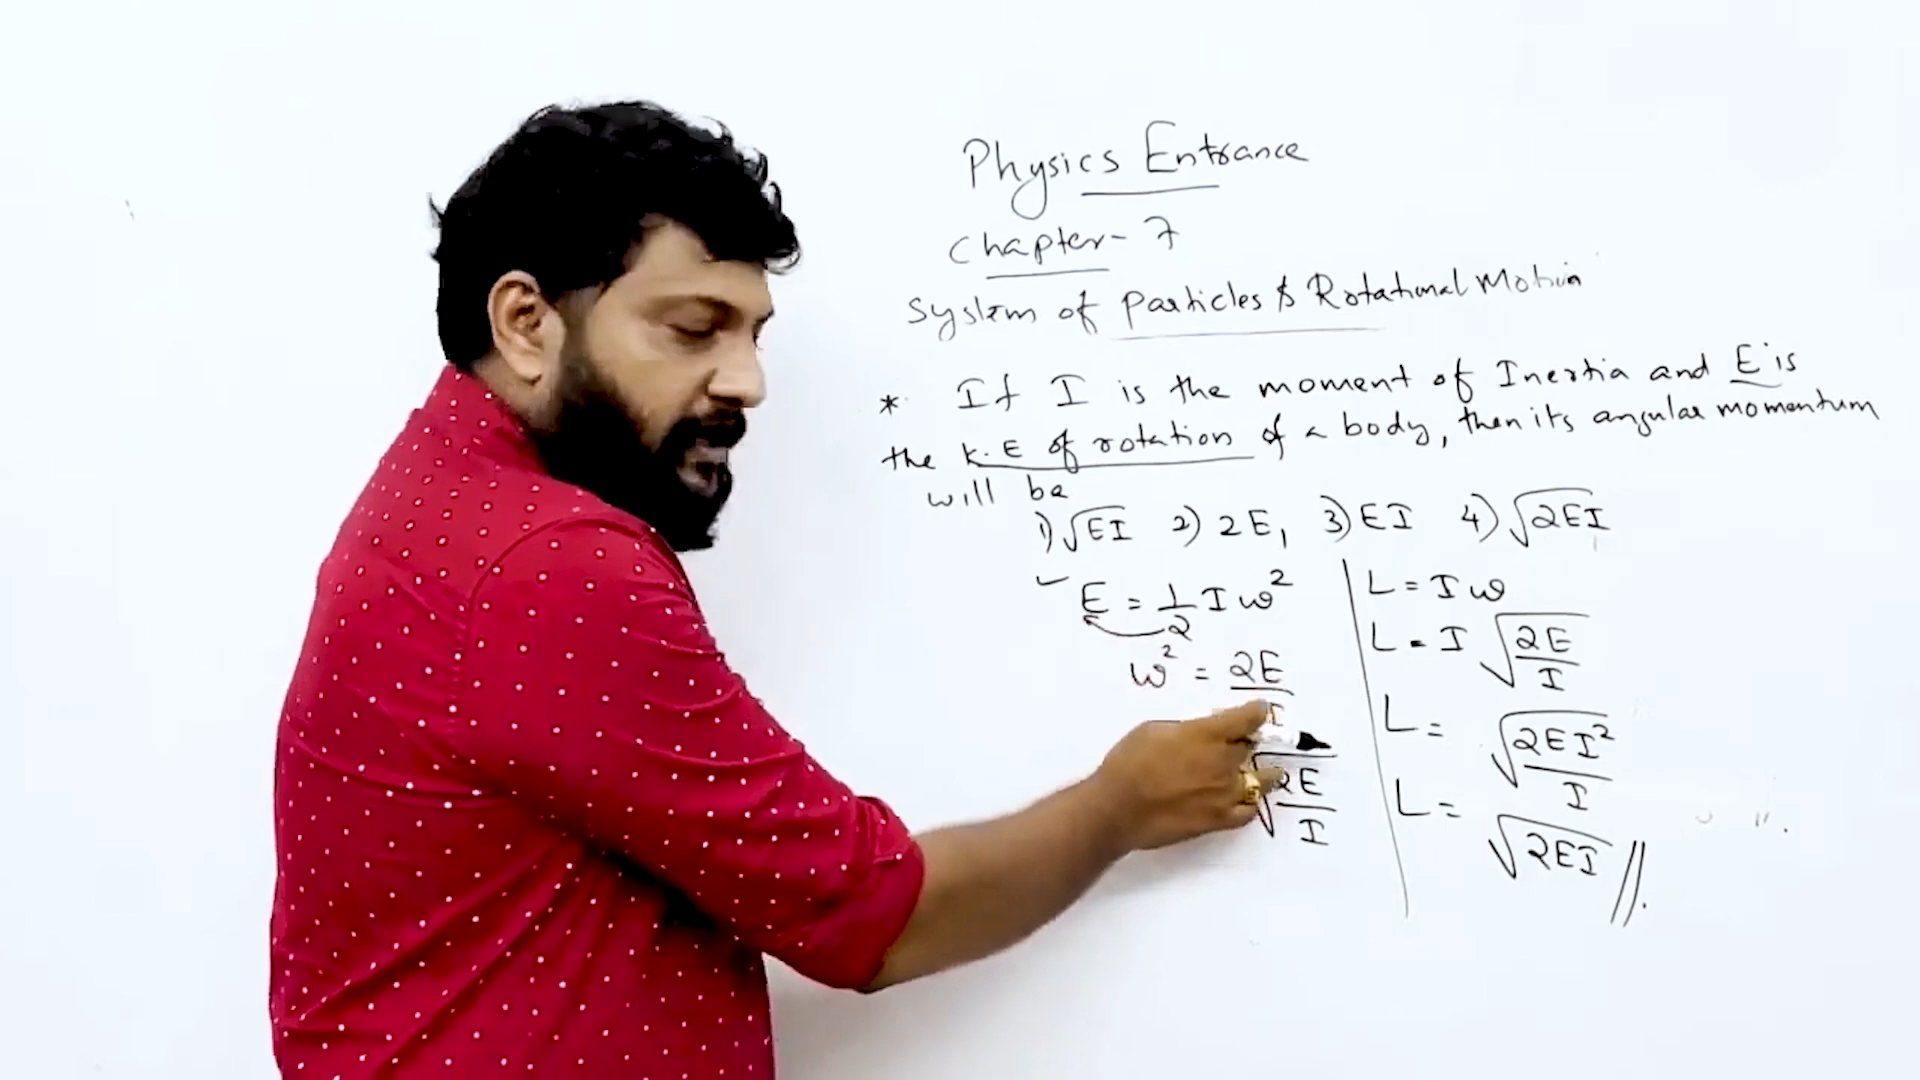 Physics Entrance
Chapter - 7
System of Particles & Rotational Motion
* If I is the moment of Inertia and E is
the K.E of rotation of a body, then its angular momentum
will be
1) √EI 2) 2E, 3) EI 4) √2EI
E = 1/2 I ω²
ω² = 2E/I
√2E/I
L = I ω
L = I √2E/I
L = √2EI²/I
L = √2EI //.